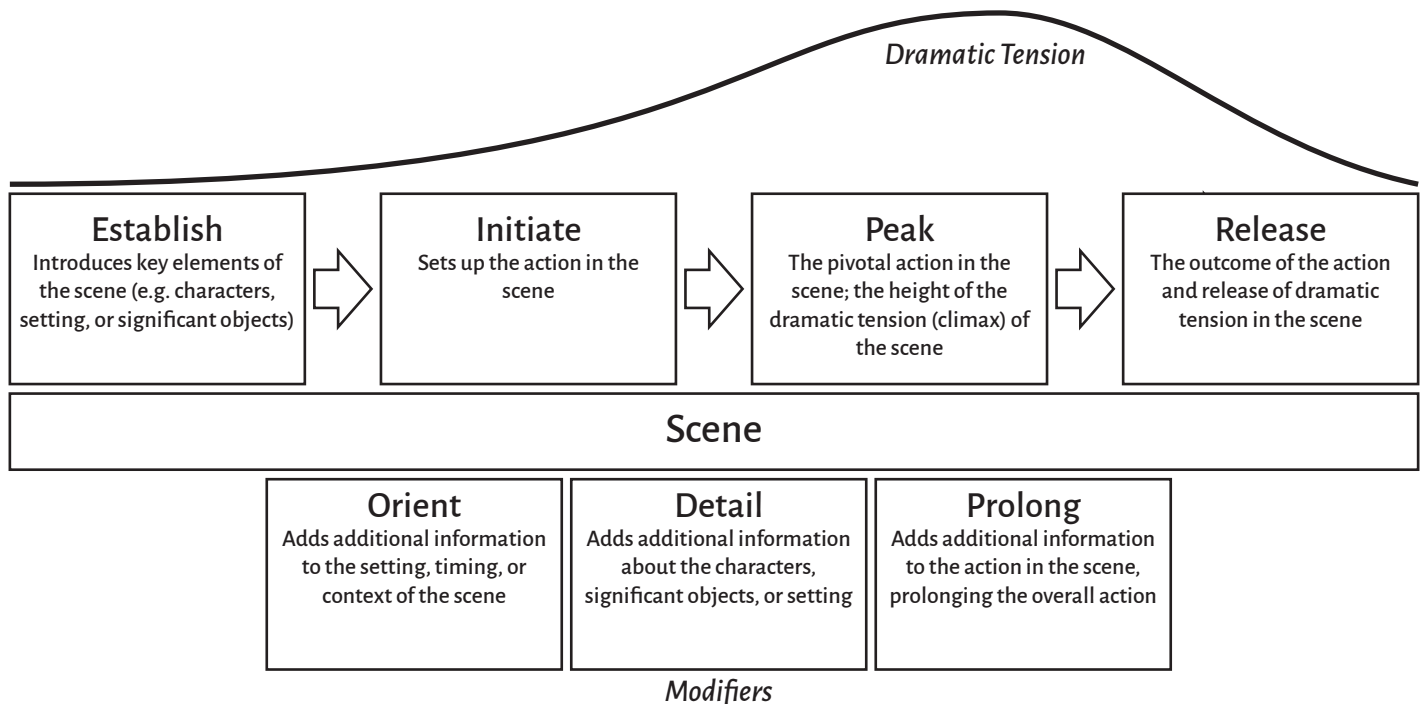 Dramatic Tension
Establish
Introduces key elements of
the scene (e.g. characters,
setting, or significant objects)
Initiate
Sets up the action in the
scene
Peak
The pivotal action in the
scene; the height of the
dramatic tension (climax) of
the scene
Release
The outcome of the action
and release of dramatic
tension in the scene
Scene
Orient
Adds additional information
to the setting, timing, or
context of the scene
Detail
Adds additional information
about the characters,
significant objects, or setting
Prolong
Adds additional information
to the action in the scene,
prolonging the overall action
Modifiers